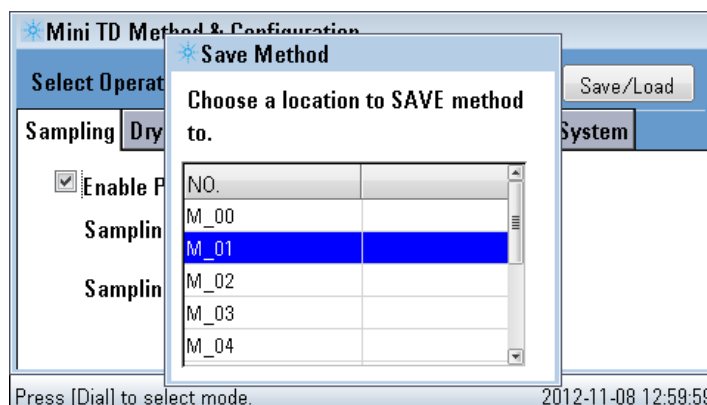 Mini TD Method & Configuration
Save Method
Select Operat
Save/Load
Choose a location to SAVE method
to.
Sampling Dry System
Enable P
NO.
M_00
Samplin
M_01
M_02
Samplin
M_03
M_04
Press [Dial] to select mode. 2012-11-08 12:59:59